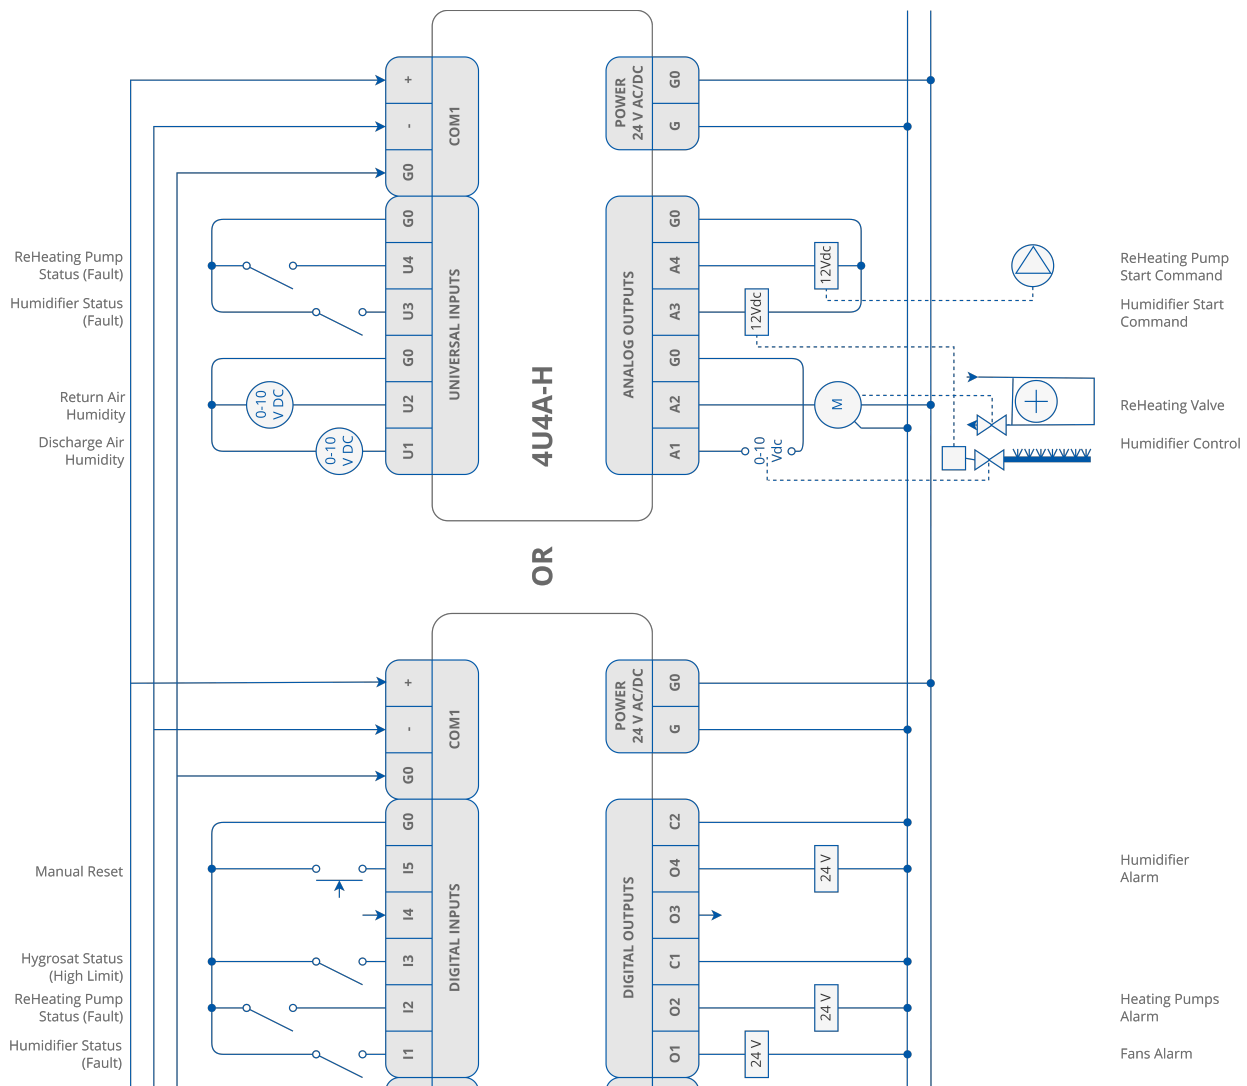 +
-
G0
COM1
G0
U4
U3
G0
U2
U1
UNIVERSAL INPUTS
ReHeating Pump
Status (Fault)
Humidifier Status
(Fault)
Return Air
Humidity
Discharge Air
Humidity
0-10
V DC
0-10
V DC
4U4A-H
POWER
24 V AC/DC
G0
G
ANALOG OUTPUTS
G0
A4
A3
G0
A2
A1
12Vdc
12Vdc
M
0-10
Vdc
ReHeating Pump
Start Command
Humidifier Start
Command
ReHeating Valve
Humidifier Control
OR
+
-
G0
COM1
G0
I5
I4
I3
I2
I1
DIGITAL INPUTS
Manual Reset
Hygrosat Status
(High Limit)
ReHeating Pump
Status (Fault)
Humidifier Status
(Fault)
POWER
24 V AC/DC
G0
G
DIGITAL OUTPUTS
C2
O4
O3
C1
O2
O1
24 V
24 V
24 V
Humidifier
Alarm
Heating Pumps
Alarm
Fans Alarm